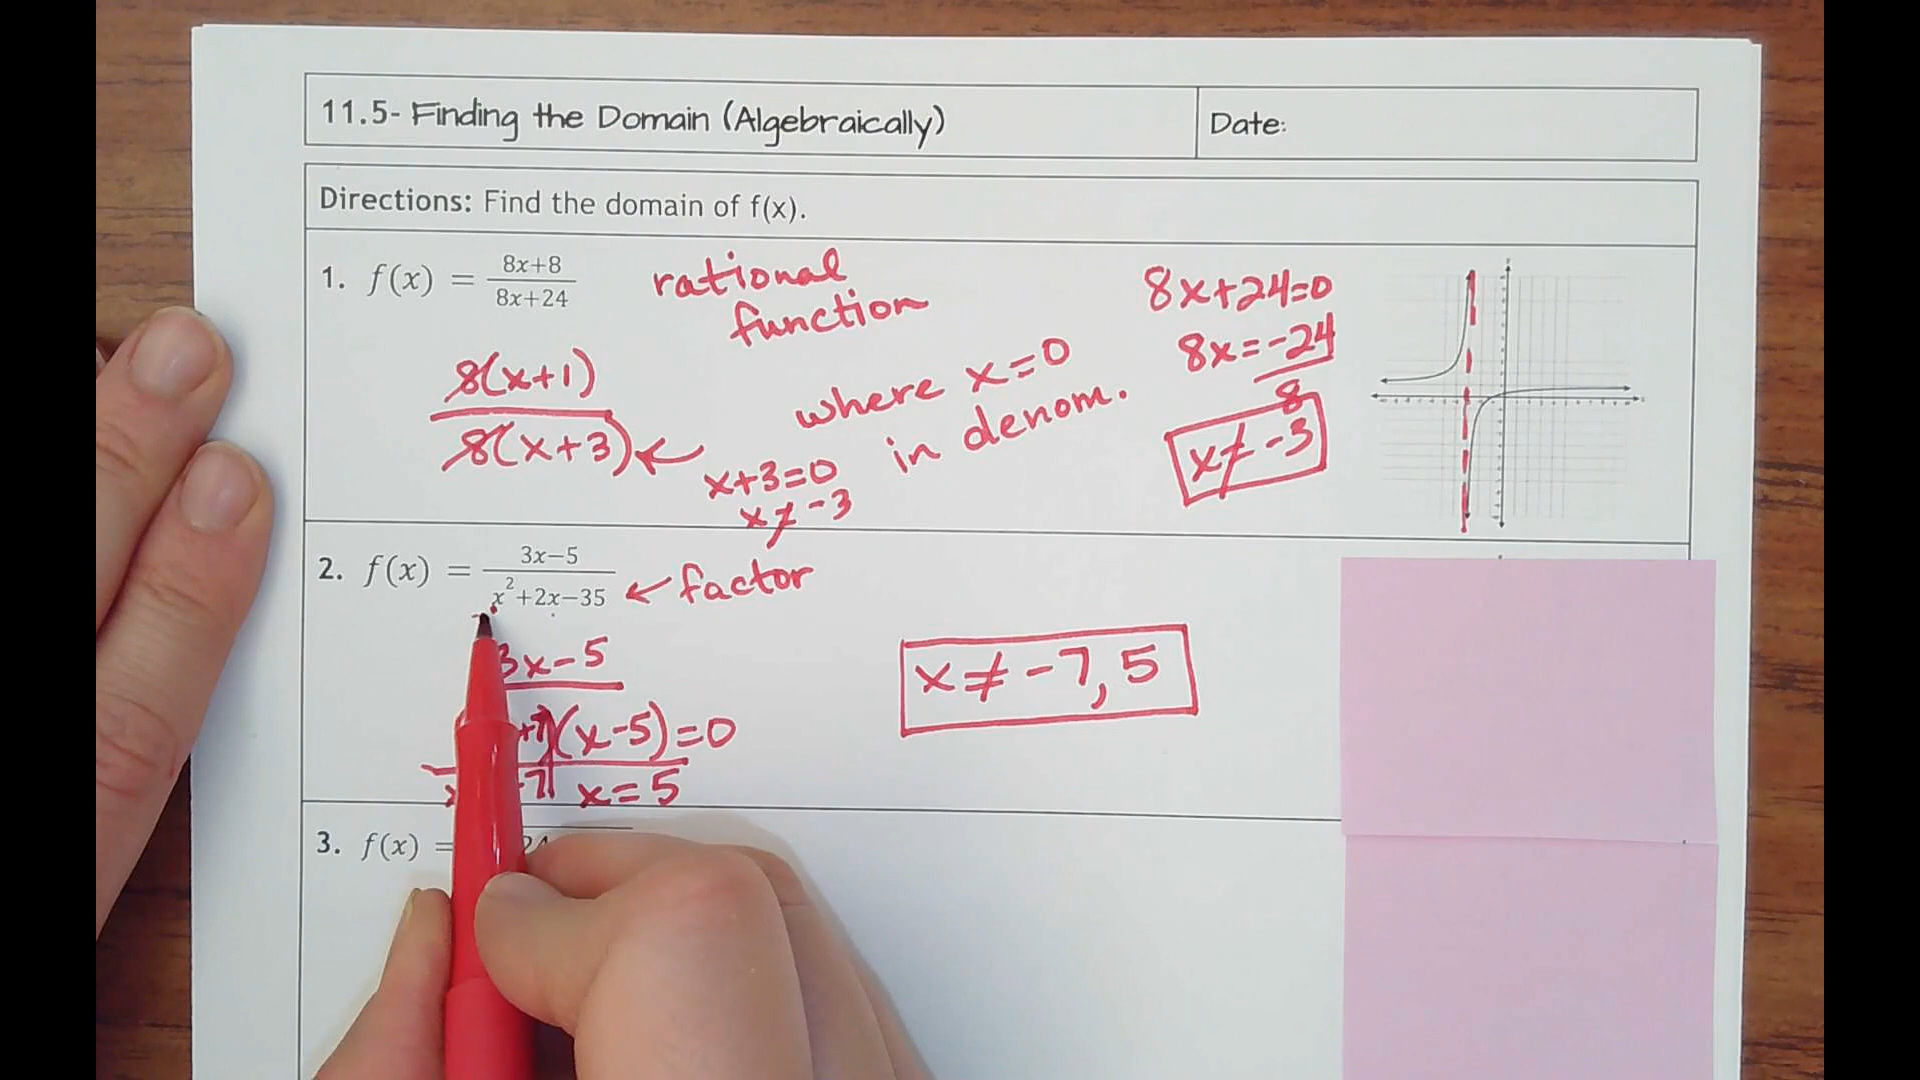 11.5- Finding the Domain (Algebraically)
Date:
Directions: Find the domain of f(x).
1. f(x) = 8x+8 / 8x+24
rational
function
8(x+1)
8(x+3) ←
x+3=0
x≠-3
where x=0
in denom.
8x+24=0
8x=-24
8
x≠-3
2. f(x) = 3x-5 / x²+2x-35
← factor
3x-5
+7)(x-5)=0
-7 x=5
x≠-7, 5
3. f(x) =